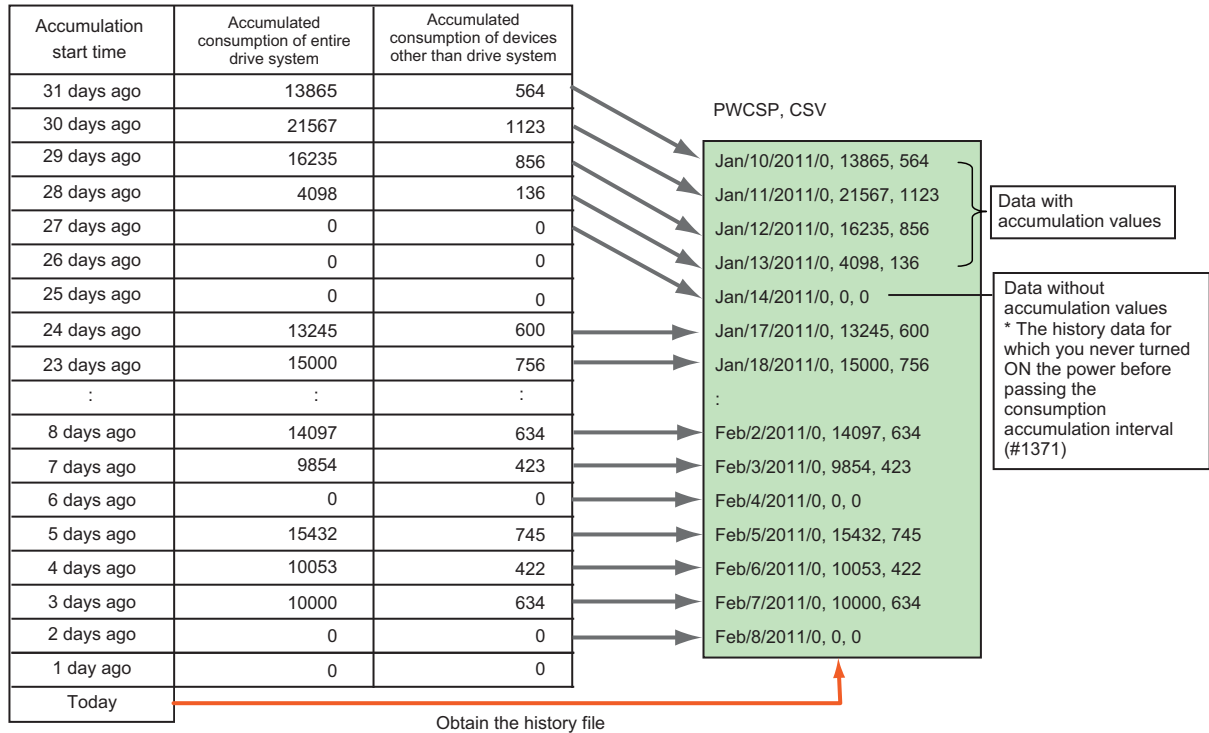 Accumulation
start time
Accumulated
consumption of entire
drive system
Accumulated
consumption of devices
other than drive system
31 days ago 13865 564
30 days ago 21567 1123
29 days ago 16235 856
28 days ago 4098 136
27 days ago 0 0
26 days ago 0 0
25 days ago 0 0
24 days ago 13245 600
23 days ago 15000 756
: : :
8 days ago 14097 634
7 days ago 9854 423
6 days ago 0 0
5 days ago 15432 745
4 days ago 10053 422
3 days ago 10000 634
2 days ago 0 0
1 day ago 0 0
Today
Obtain the history file
PWCSP, CSV
Jan/10/2011/0, 13865, 564
Jan/11/2011/0, 21567, 1123
Jan/12/2011/0, 16235, 856
Jan/13/2011/0, 4098, 136
Jan/14/2011/0, 0, 0
Jan/17/2011/0, 13245, 600
Jan/18/2011/0, 15000, 756
:
Feb/2/2011/0, 14097, 634
Feb/3/2011/0, 9854, 423
Feb/4/2011/0, 0, 0
Feb/5/2011/0, 15432, 745
Feb/6/2011/0, 10053, 422
Feb/7/2011/0, 10000, 634
Feb/8/2011/0, 0, 0
Data with
accumulation values
Data without
accumulation values
* The history data for
which you never turned
ON the power before
passing the
consumption
accumulation interval
(#1371)